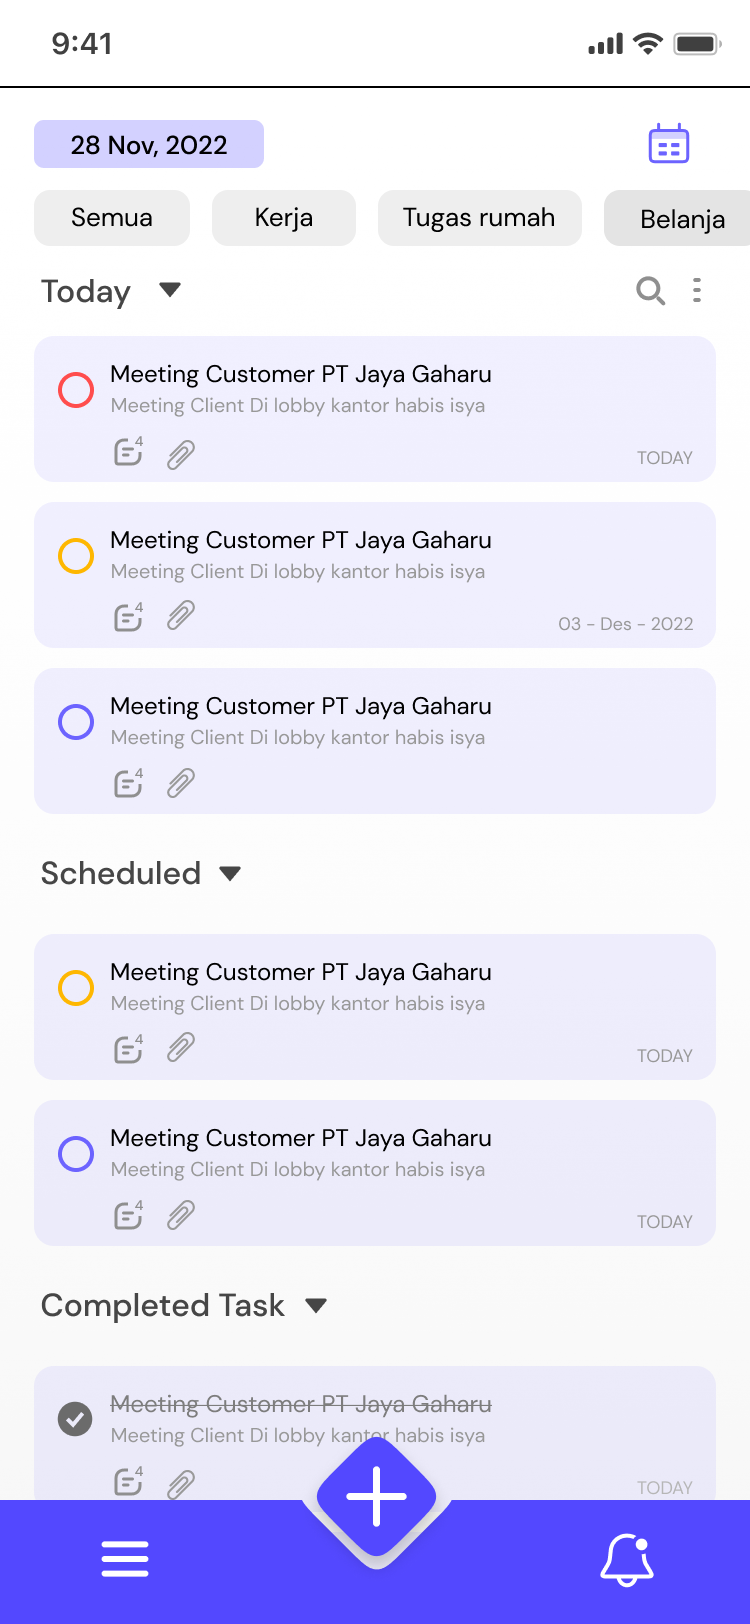 9:41
28 Nov, 2022
Semua
Kerja
Tugas rumah
Belanja
Today
Meeting Customer PT Jaya Gaharu
Meeting Client Di lobby kantor habis isya
4
TODAY
Meeting Customer PT Jaya Gaharu
Meeting Client Di lobby kantor habis isya
4
03 - Des - 2022
Meeting Customer PT Jaya Gaharu
Meeting Client Di lobby kantor habis isya
4
Scheduled
Meeting Customer PT Jaya Gaharu
Meeting Client Di lobby kantor habis isya
4
TODAY
Meeting Customer PT Jaya Gaharu
Meeting Client Di lobby kantor habis isya
4
TODAY
Completed Task
Meeting Customer PT Jaya Gaharu
Meeting Client Di lobby kantor habis isya
4
TODAY